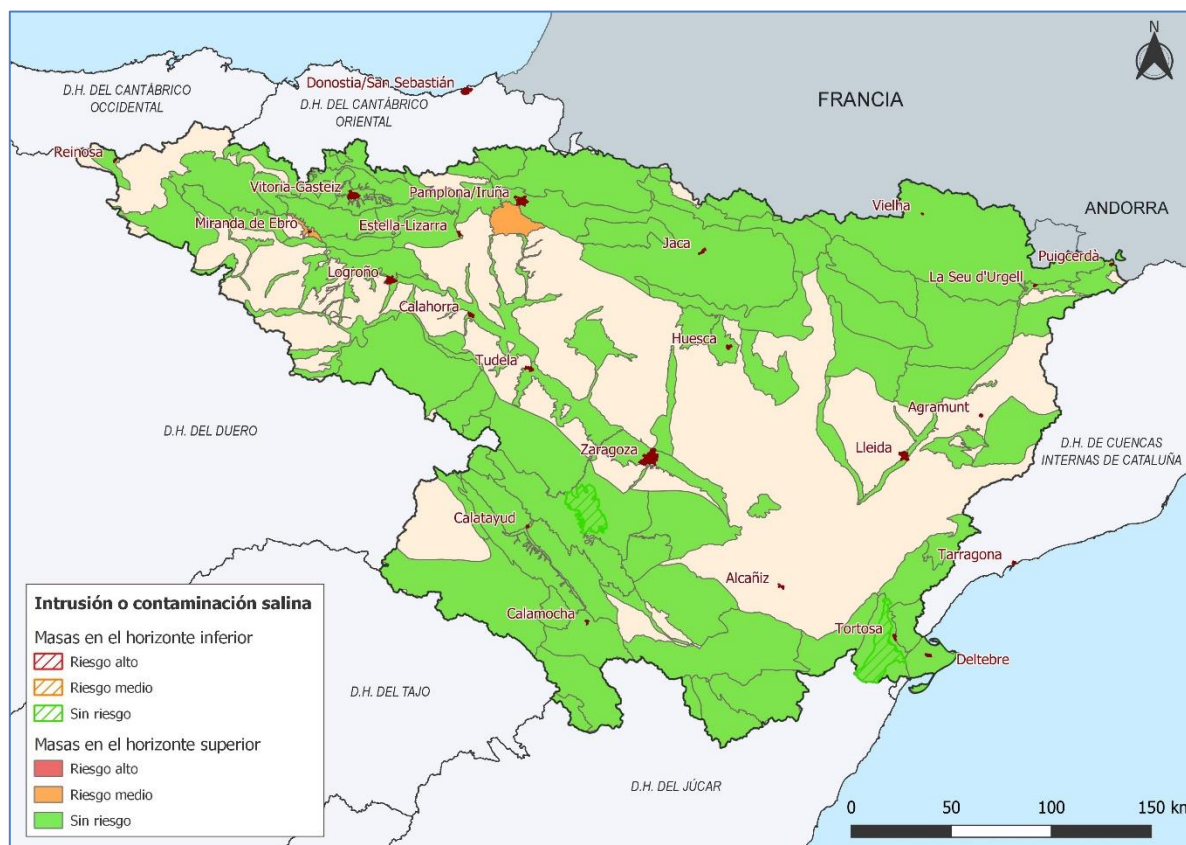 N
D.H. DEL CANTÁBRICO
OCCIDENTAL
Donostia/San Sebastián
D.H. DEL CANTÁBRICO
ORIENTAL
FRANCIA
Reinosa
Vitoria-Gasteiz
Pamplona/Iruña
Vielha
ANDORRA
Miranda de Ebro
Estella-Lizarra
Jaca
Puigcerdà
La Seu d'Urgell
Logroño
Calahorra
Huesca
Tudela
Agramunt
D.H. DEL DUERO
Zaragoza
Lleida
D.H. DE CUENCAS
INTERNAS DE CATALUÑA
Calatayud
Tarragona
Alcañiz
Calamocha
Tortosa
Deltebre
D.H. DEL TAJO
D.H. DEL JÚCAR
Intrusión o contaminación salina
Masas en el horizonte inferior
Riesgo alto
Riesgo medio
Sin riesgo
Masas en el horizonte superior
Riesgo alto
Riesgo medio
Sin riesgo
0 50 100 150 km